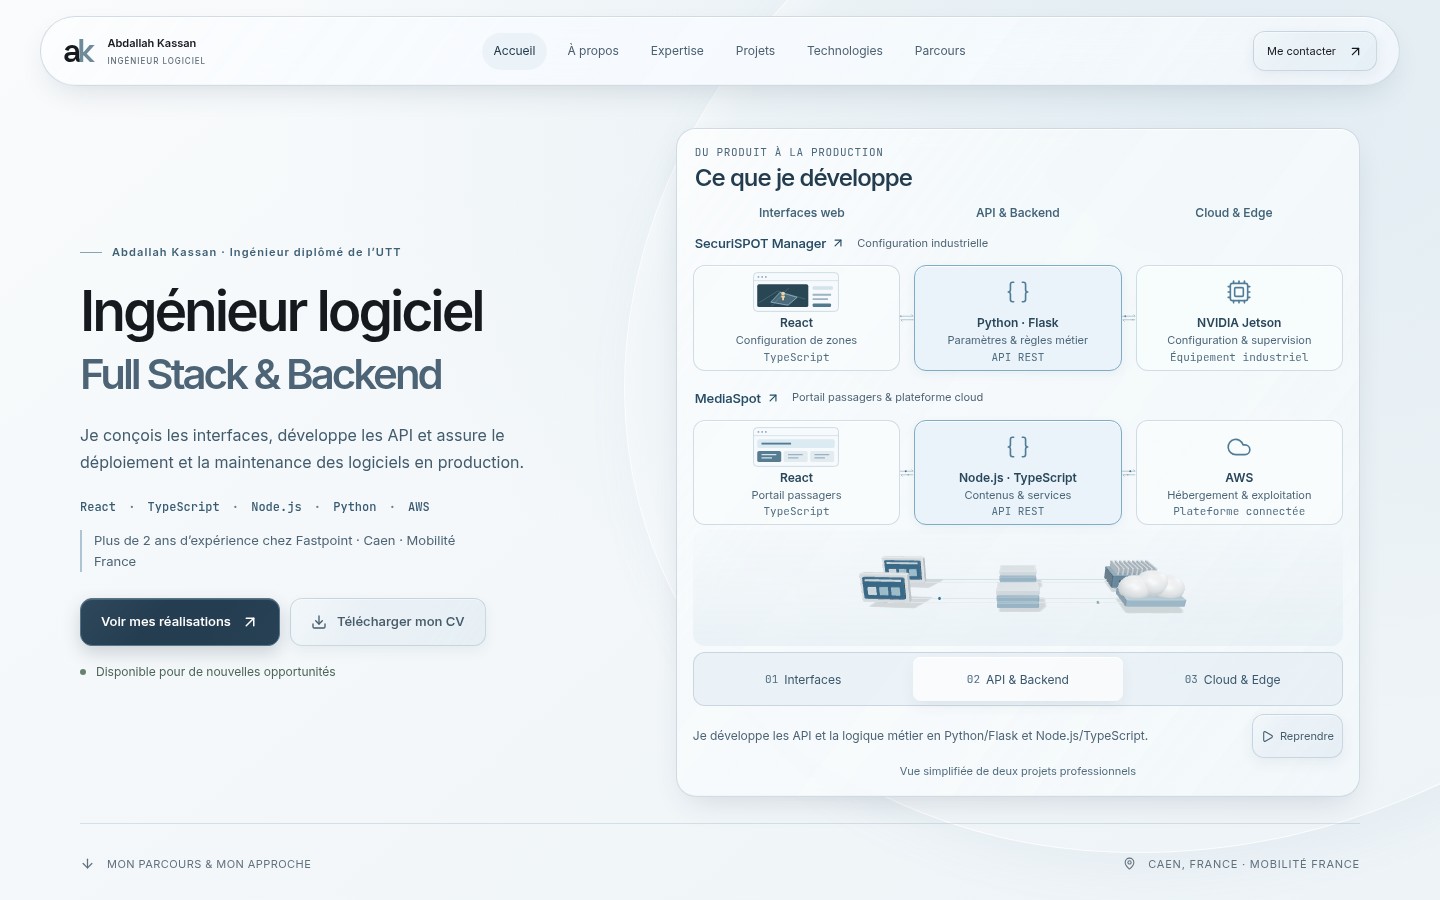 ak
Abdallah Kassan
INGÉNIEUR LOGICIEL
Accueil
À propos
Expertise
Projets
Technologies
Parcours
Me contacter
Abdallah Kassan · Ingénieur diplômé de l’UTT
Ingénieur logiciel
Full Stack & Backend
Je conçois les interfaces, développe les API et assure le
déploiement et la maintenance des logiciels en production.
React · TypeScript · Node.js · Python · AWS
Plus de 2 ans d’expérience chez Fastpoint · Caen · Mobilité
France
Voir mes réalisations
Télécharger mon CV
Disponible pour de nouvelles opportunités
DU PRODUIT À LA PRODUCTION
Ce que je développe
Interfaces web
API & Backend
Cloud & Edge
SecuriSPOT Manager
Configuration industrielle
React
Configuration de zones
TypeScript
Python · Flask
Paramètres & règles métier
API REST
NVIDIA Jetson
Configuration & supervision
Équipement industriel
MediaSpot
Portail passagers & plateforme cloud
React
Portail passagers
TypeScript
Node.js · TypeScript
Contenus & services
API REST
AWS
Hébergement & exploitation
Plateforme connectée
01 Interfaces
02 API & Backend
03 Cloud & Edge
Je développe les API et la logique métier en Python/Flask et Node.js/TypeScript.
Reprendre
Vue simplifiée de deux projets professionnels
MON PARCOURS & MON APPROCHE
CAEN, FRANCE · MOBILITÉ FRANCE